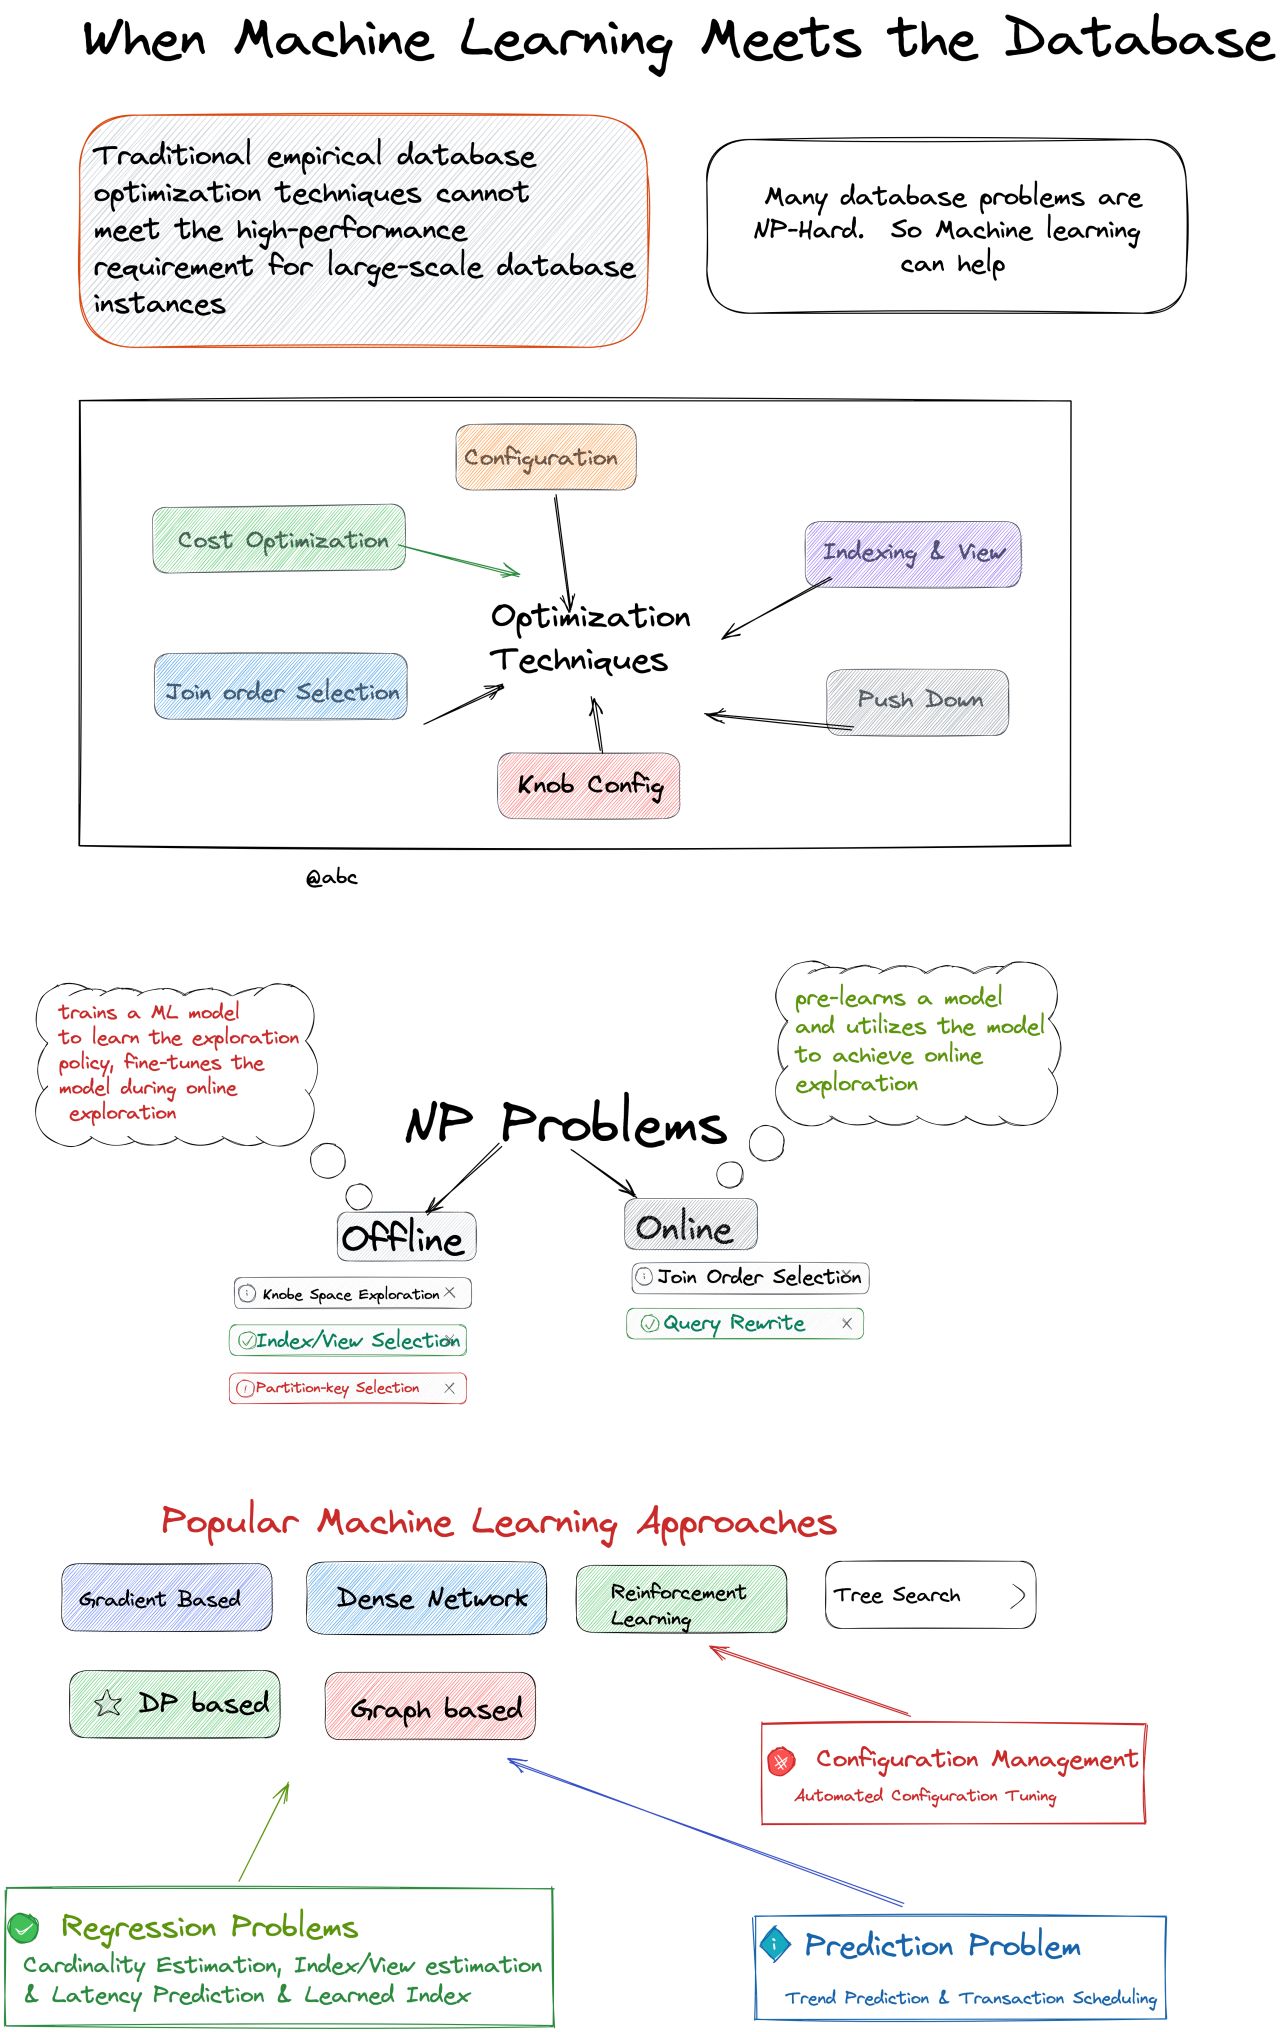 When Machine Learning Meets the Database
Traditional empirical database
optimization techniques cannot
meet the high-performance
requirement for large-scale database
instances
Many database problems are
NP-Hard. So Machine learning
can help
Configuration
Cost Optimization
Indexing & View
Optimization
Techniques
Join order Selection
Push Down
Knob Config
@abc
trains a ML model
to learn the exploration
policy, fine-tunes the
model during online
exploration
pre-learns a model
and utilizes the model
to achieve online
exploration
NP Problems
Offline
Online
Knobe Space Exploration
Index/View Selection
Partition-key Selection
Join Order Selection
Query Rewrite
Popular Machine Learning Approaches
Gradient Based
Dense Network
Reinforcement
Learning
Tree Search
DP based
Graph based
Configuration Management
Automated Configuration Tuning
Regression Problems
Cardinality Estimation, Index/View estimation
& Latency Prediction & Learned Index
Prediction Problem
Trend Prediction & Transaction Scheduling